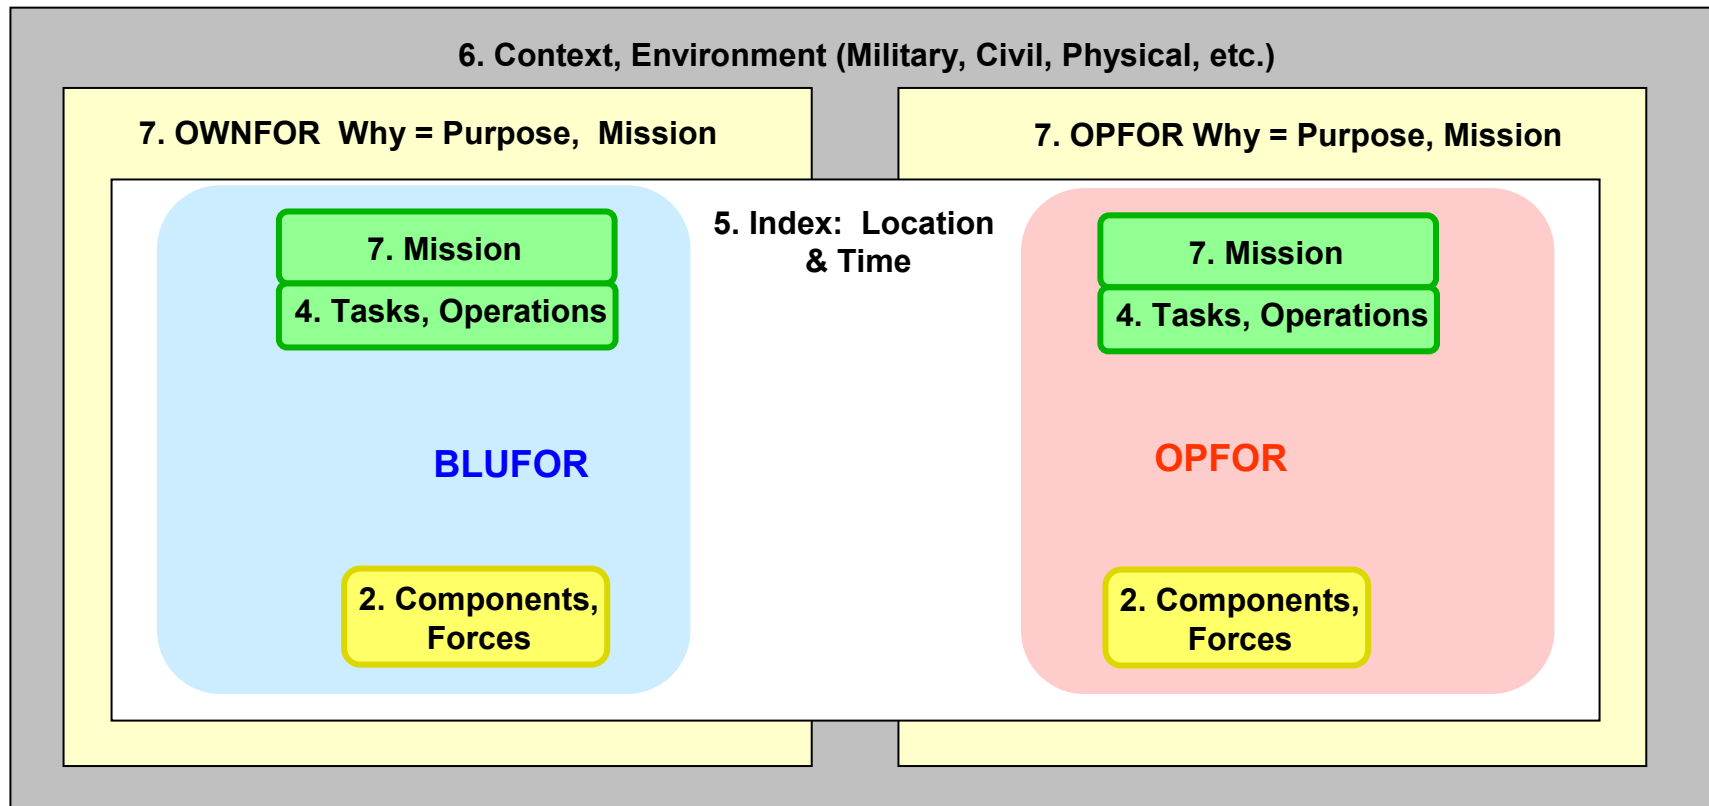 6. Context, Environment (Military, Civil, Physical, etc.)
7. OWNFOR  Why = Purpose,  Mission
7. OPFOR Why = Purpose, Mission
5. Index:  Location
& Time
7. Mission
4. Tasks, Operations
BLUFOR
2. Components,
Forces
7. Mission
4. Tasks, Operations
OPFOR
2. Components,
Forces